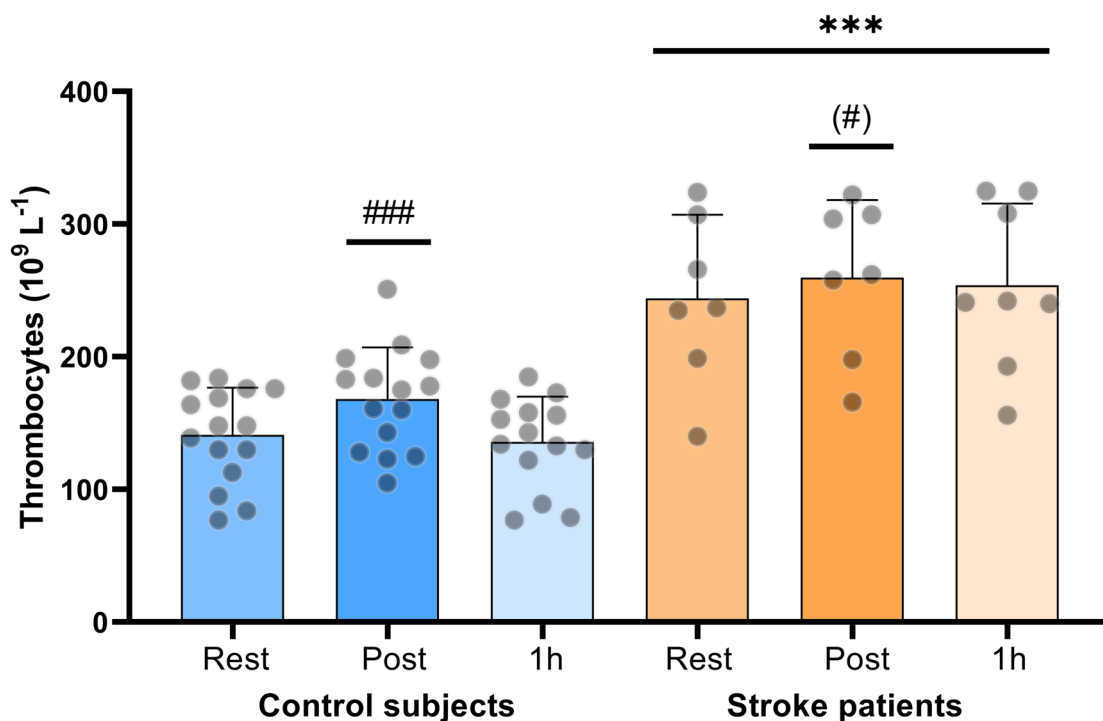 ***
400
(#)
###
300
200
100
0
Thrombocytes (10⁹ L⁻¹)
Rest Post 1h Rest Post 1h
Control subjects Stroke patients